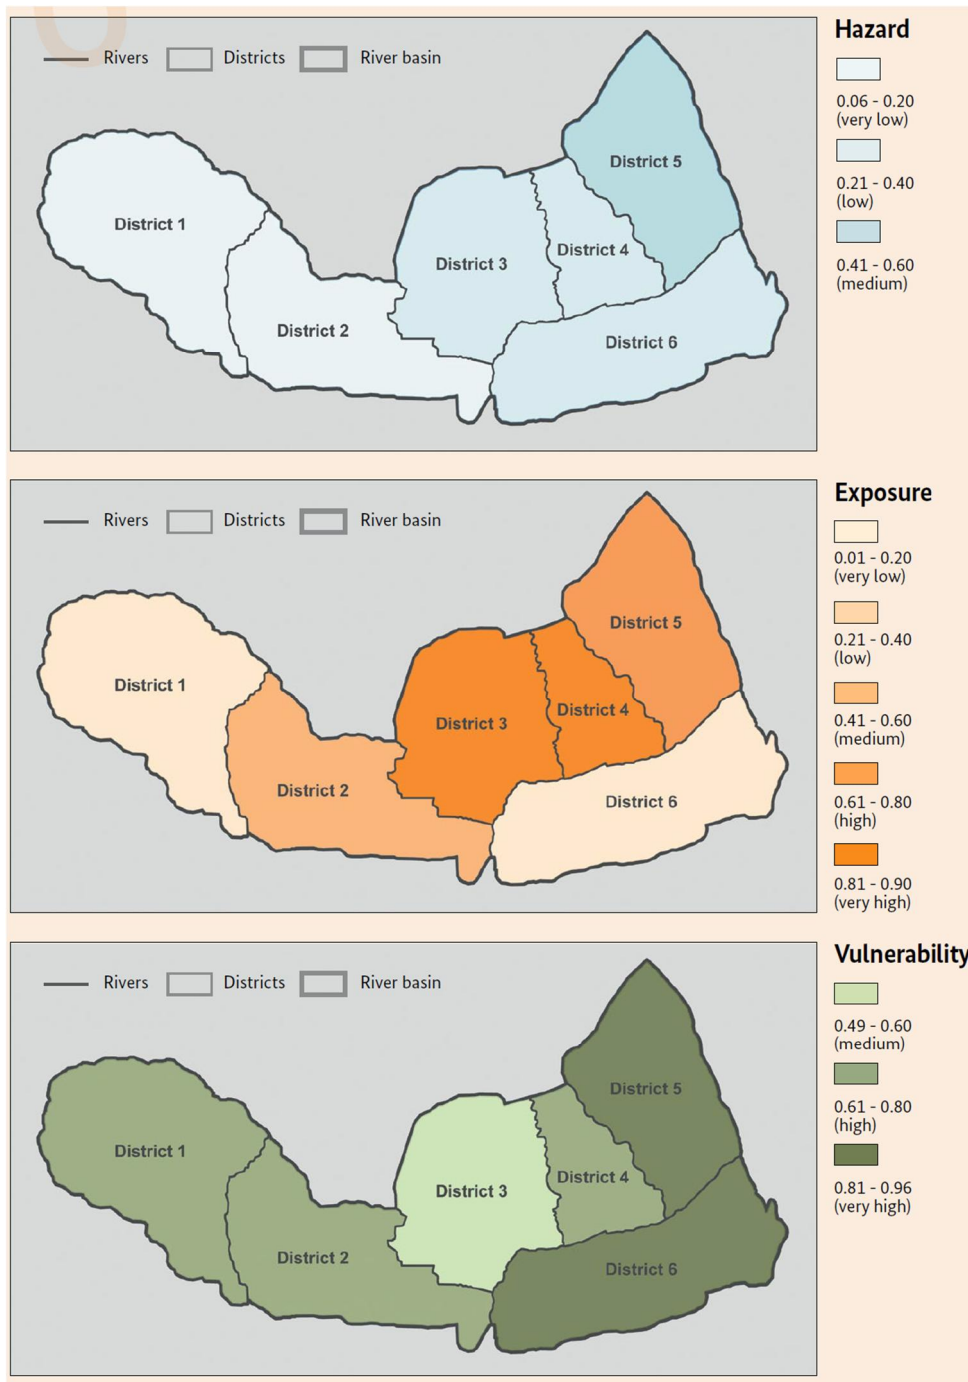 Hazard
Rivers Districts River basin
0.06 - 0.20
(very low)
0.21 - 0.40
(low)
0.41 - 0.60
(medium)
District 5
District 1
District 4
District 3
District 2
District 6
Exposure
Rivers Districts River basin
0.01 - 0.20
(very low)
0.21 - 0.40
(low)
0.41 - 0.60
(medium)
0.61 - 0.80
(high)
0.81 - 0.90
(very high)
District 5
District 1
District 4
District 3
District 2
District 6
Vulnerability
Rivers Districts River basin
0.49 - 0.60
(medium)
0.61 - 0.80
(high)
0.81 - 0.96
(very high)
District 5
District 1
District 4
District 3
District 2
District 6